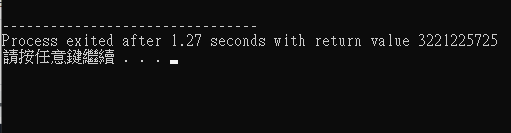 --------------------------------
Process exited after 1.27 seconds with return value 3221225725
請按任意鍵繼續 . . .